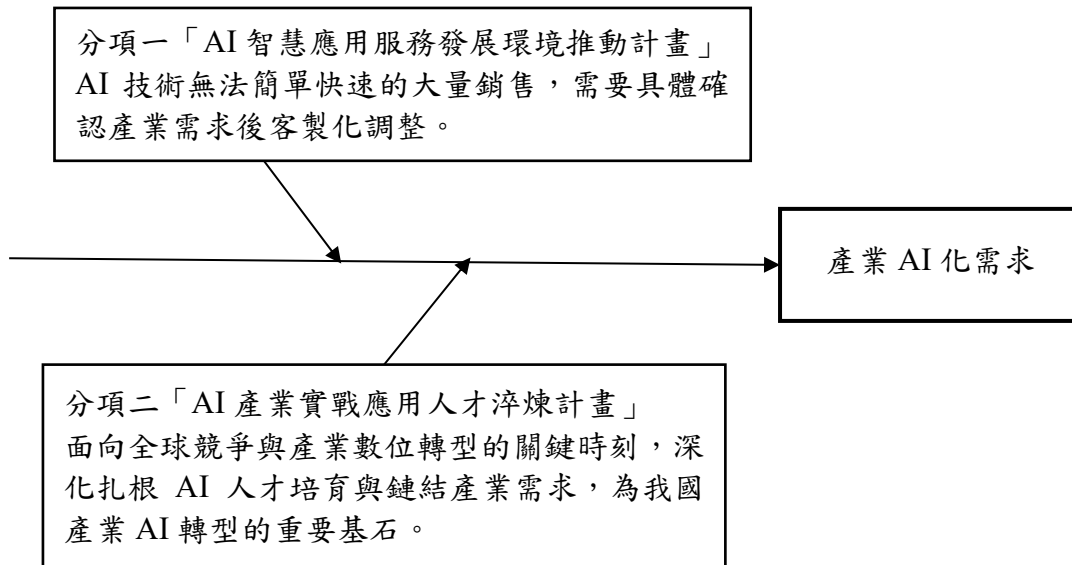 分項一「AI 智慧應用服務發展環境推動計畫」
AI 技術無法簡單快速的大量銷售，需要具體確
認產業需求後客製化調整。
產業 AI 化需求
分項二「AI 產業實戰應用人才淬煉計畫」
面向全球競爭與產業數位轉型的關鍵時刻，深
化扎根 AI 人才培育與鏈結產業需求，為我國
產業 AI 轉型的重要基石。